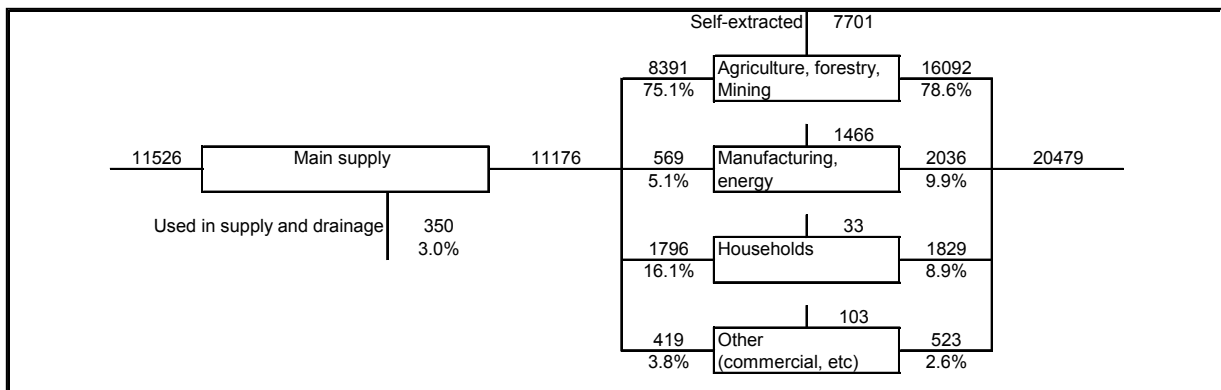 Self-extracted 7701
8391 Agriculture, forestry, 16092
75.1% Mining 78.6%
1466
11526 Main supply 11176 569 Manufacturing, 2036 20479
5.1% energy 9.9%
Used in supply and drainage 350 33
3.0% 1796 Households 1829
16.1% 8.9%
103
419 Other 523
3.8% (commercial, etc) 2.6%